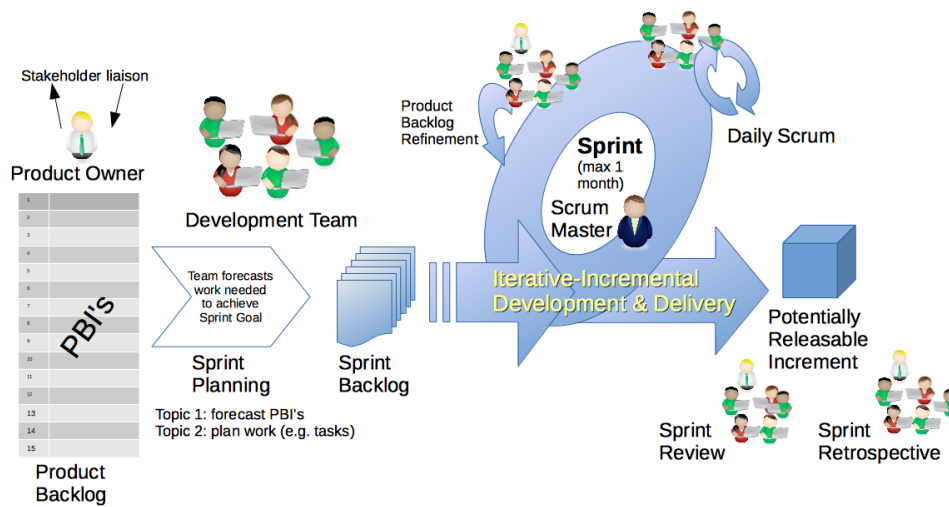 Stakeholder liaison
Product Owner
1
2
3
4
5
6
7
8
9
10
11
12
13
14
15
PBI's
Product
Backlog
Development Team
Team forecasts
work needed
to achieve
Sprint Goal
Sprint
Planning
Topic 1: forecast PBI's
Topic 2: plan work (e.g. tasks)
Sprint
Backlog
Product
Backlog
Refinement
Sprint
(max 1
month)
Scrum
Master
Daily Scrum
Iterative-Incremental
Development & Delivery
Potentially
Releasable
Increment
Sprint
Review
Sprint
Retrospective